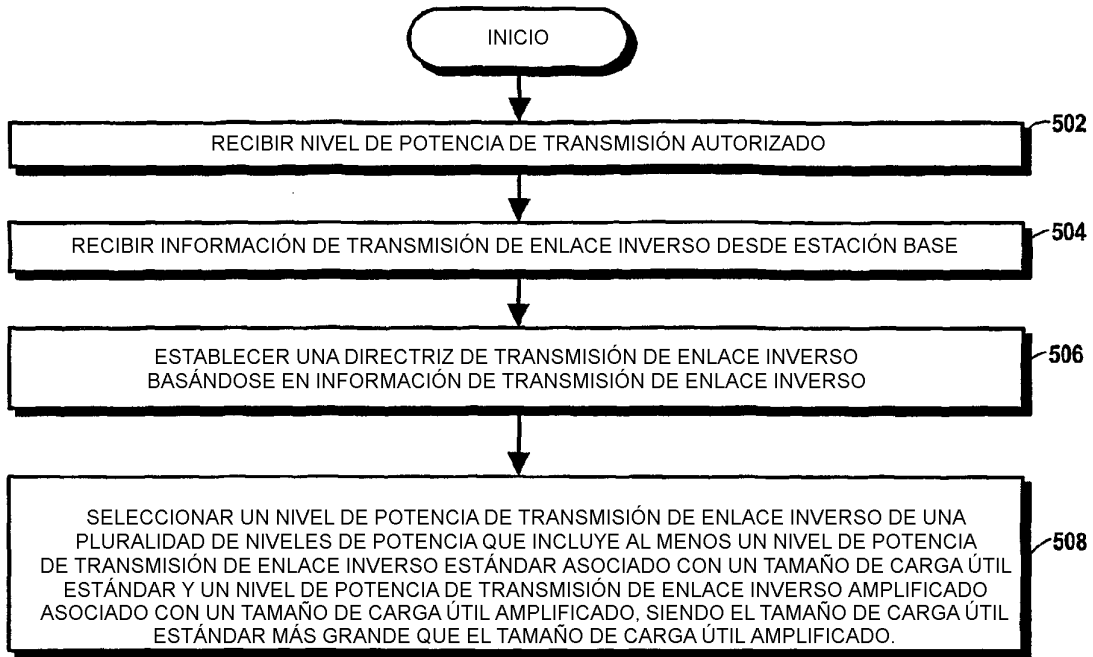 INICIO
502
RECIBIR NIVEL DE POTENCIA DE TRANSMISIÓN AUTORIZADO
504
RECIBIR INFORMACIÓN DE TRANSMISIÓN DE ENLACE INVERSO DESDE ESTACIÓN BASE
506
ESTABLECER UNA DIRECTRIZ DE TRANSMISIÓN DE ENLACE INVERSO
BASÁNDOSE EN INFORMACIÓN DE TRANSMISIÓN DE ENLACE INVERSO
508
SELECCIONAR UN NIVEL DE POTENCIA DE TRANSMISIÓN DE ENLACE INVERSO DE UNA
PLURALIDAD DE NIVELES DE POTENCIA QUE INCLUYE AL MENOS UN NIVEL DE POTENCIA
DE TRANSMISIÓN DE ENLACE INVERSO ESTÁNDAR ASOCIADO CON UN TAMAÑO DE CARGA ÚTIL
ESTÁNDAR Y UN NIVEL DE POTENCIA DE TRANSMISIÓN DE ENLACE INVERSO AMPLIFICADO
ASOCIADO CON UN TAMAÑO DE CARGA ÚTIL AMPLIFICADO, SIENDO EL TAMAÑO DE CARGA ÚTIL
ESTÁNDAR MÁS GRANDE QUE EL TAMAÑO DE CARGA ÚTIL AMPLIFICADO.